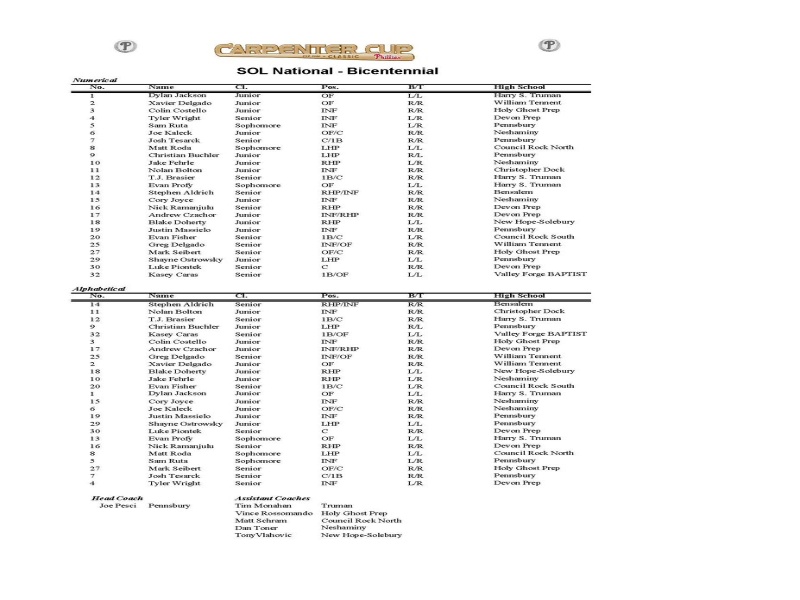 P CARPENTER CUP P
CLASSIC Phillies
SOL National - Bicentennial
Numerical
No. Name Cl. Pos. B/T High School
1 Dylan Jackson Junior OF L/L Harry S. Truman
2 Xavier Delgado Junior OF R/R William Tennent
3 Colin Costello Junior INF R/R Holy Ghost Prep
4 Tyler Wright Senior INF L/R Devon Prep
5 Sam Ruta Sophomore INF L/R Pennsbury
6 Joe Kaleck Junior OF/C R/R Neshaminy
7 Josh Tesarck Senior C/1B R/R Pennsbury
8 Matt Roda Sophomore LHP L/L Council Rock North
9 Christian Buchler Junior LHP R/L Pennsbury
10 Jake Fehrle Junior RHP L/R Neshaminy
11 Nolan Bolton Junior INF R/R Christopher Dock
12 T.J. Brasier Senior 1B/C R/R Harry S. Truman
13 Evan Profy Sophomore OF L/L Harry S. Truman
14 Stephen Aldrich Senior RHP/INF R/R Bensalem
15 Cory Joyce Junior INF R/R Neshaminy
16 Nick Ramanjulu Senior RHP R/R Devon Prep
17 Andrew Czachor Junior INF/RHP R/R Devon Prep
18 Blake Doherty Junior RHP L/L New Hope-Solebury
19 Justin Massielo Junior INF R/R Pennsbury
20 Evan Fisher Senior 1B/C L/R Council Rock South
25 Greg Delgado Senior INF/OF R/R William Tennent
27 Mark Seibert Senior OF/C R/R Holy Ghost Prep
29 Shayne Ostrowsky Junior LHP L/L Pennsbury
30 Luke Piontek Senior C R/R Devon Prep
32 Kasey Caras Senior 1B/OF L/L Valley Forge BAPTIST
Alphabetical
No. Name Cl. Pos. B/T High School
14 Stephen Aldrich Senior RHP/INF R/R Bensalem
11 Nolan Bolton Junior INF R/R Christopher Dock
12 T.J. Brasier Senior 1B/C R/R Harry S. Truman
9 Christian Buchler Junior LHP R/L Pennsbury
32 Kasey Caras Senior 1B/OF L/L Valley Forge BAPTIST
3 Colin Costello Junior INF R/R Holy Ghost Prep
17 Andrew Czachor Junior INF/RHP R/R Devon Prep
25 Greg Delgado Senior INF/OF R/R William Tennent
2 Xavier Delgado Junior OF R/R William Tennent
18 Blake Doherty Junior RHP L/L New Hope-Solebury
10 Jake Fehrle Junior RHP L/R Neshaminy
20 Evan Fisher Senior 1B/C L/R Council Rock South
1 Dylan Jackson Junior OF L/L Harry S. Truman
15 Cory Joyce Junior INF R/R Neshaminy
6 Joe Kaleck Junior OF/C R/R Neshaminy
19 Justin Massielo Junior INF R/R Pennsbury
29 Shayne Ostrowsky Junior LHP L/L Pennsbury
30 Luke Piontek Senior C R/R Devon Prep
13 Evan Profy Sophomore OF L/L Harry S. Truman
16 Nick Ramanjulu Senior RHP R/R Devon Prep
8 Matt Roda Sophomore LHP L/L Council Rock North
5 Sam Ruta Sophomore INF L/R Pennsbury
27 Mark Seibert Senior OF/C R/R Holy Ghost Prep
7 Josh Tesarck Senior C/1B R/R Pennsbury
4 Tyler Wright Senior INF L/R Devon Prep
Head Coach Assistant Coaches
Joe Pesci Pennsbury Tim Monahan Truman
Vince Rossomando Holy Ghost Prep
Matt Schram Council Rock North
Dan Toner Neshaminy
TonyVlahovic New Hope-Solebury